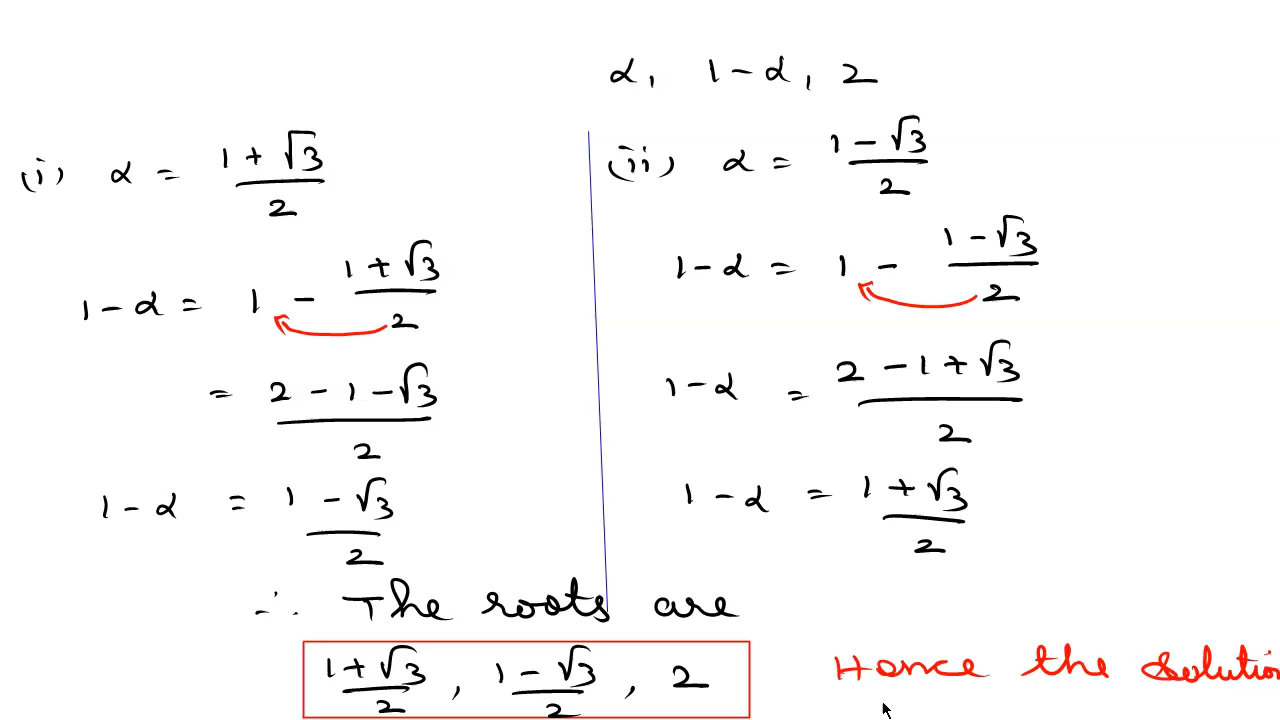 α, 1 - α, 2
(i) α = (1 + √3)/2
1 - α = 1 - (1 + √3)/2
= (2 - 1 - √3)/2
1 - α = (1 - √3)/2
(ii) α = (1 - √3)/2
1 - α = 1 - (1 - √3)/2
1 - α = (2 - 1 + √3)/2
1 - α = (1 + √3)/2
∴ The roots are
(1 + √3)/2, (1 - √3)/2, 2
Hence the solution